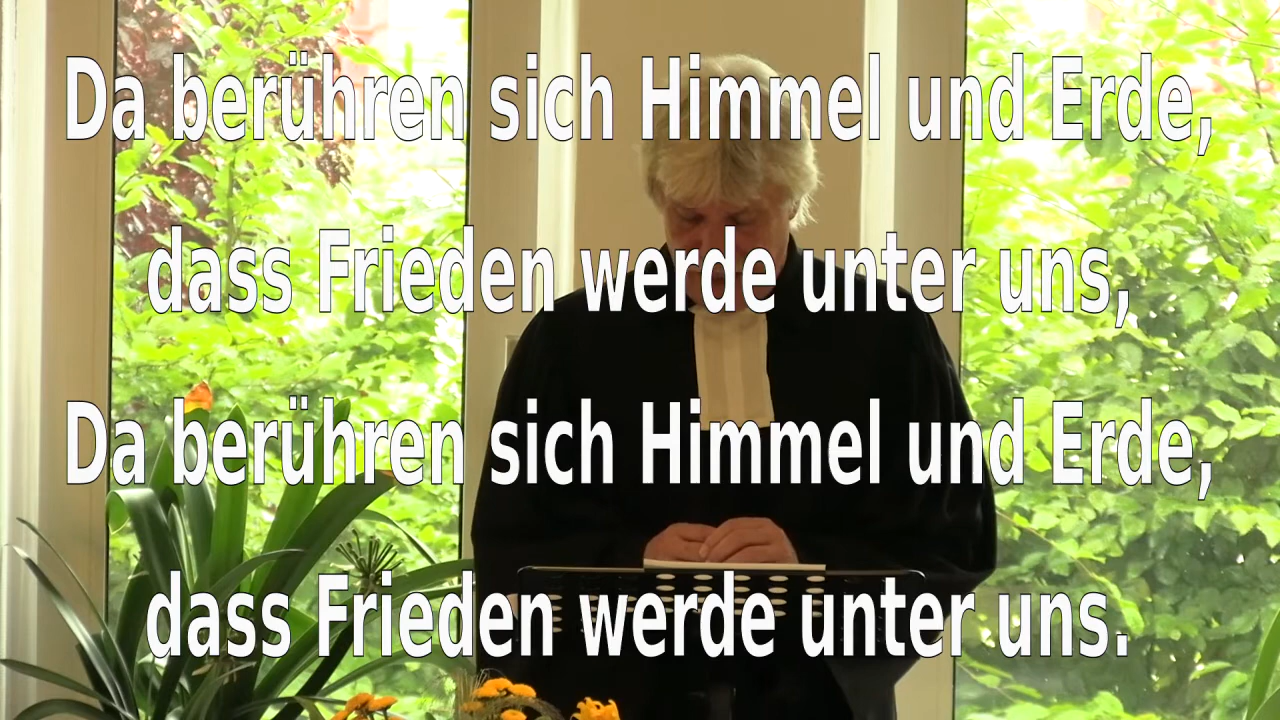 Da berühren sich Himmel und Erde,
dass Frieden werde unter uns,
Da berühren sich Himmel und Erde,
dass Frieden werde unter uns.